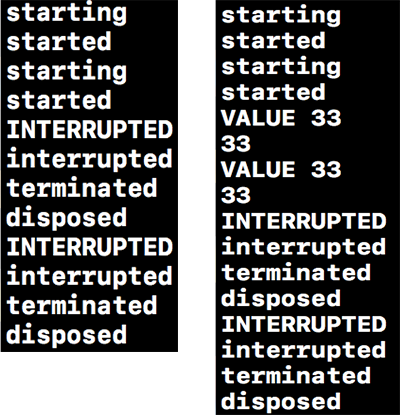 starting
started
starting
started
INTERRUPTED
interrupted
terminated
disposed
INTERRUPTED
interrupted
terminated
disposed
starting
started
starting
started
VALUE 33
33
VALUE 33
33
INTERRUPTED
interrupted
terminated
disposed
INTERRUPTED
interrupted
terminated
disposed